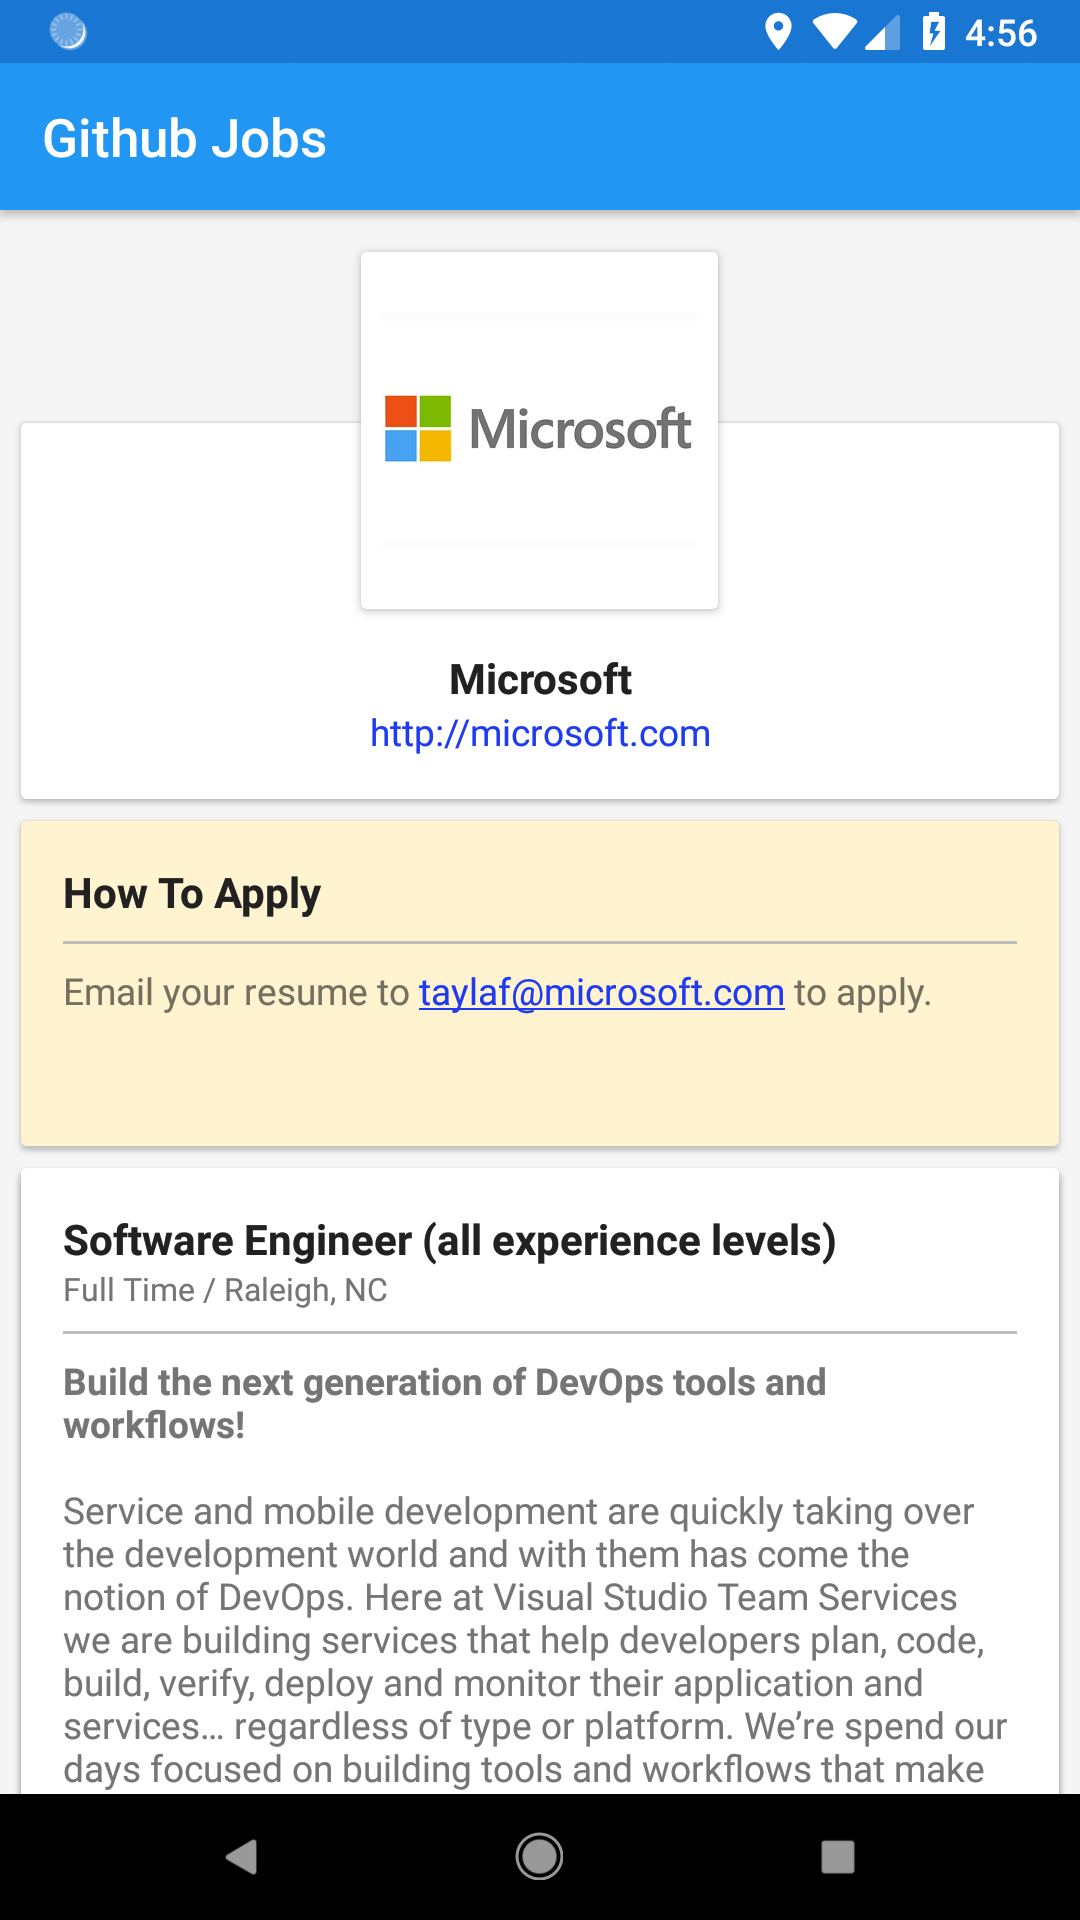 4:56
Github Jobs
Microsoft
Microsoft
http://microsoft.com
How To Apply
Email your resume to taylaf@microsoft.com to apply.
Software Engineer (all experience levels)
Full Time / Raleigh, NC
Build the next generation of DevOps tools and
workflows!
Service and mobile development are quickly taking over
the development world and with them has come the
notion of DevOps. Here at Visual Studio Team Services
we are building services that help developers plan, code,
build, verify, deploy and monitor their application and
services… regardless of type or platform. We’re spend our
days focused on building tools and workflows that make